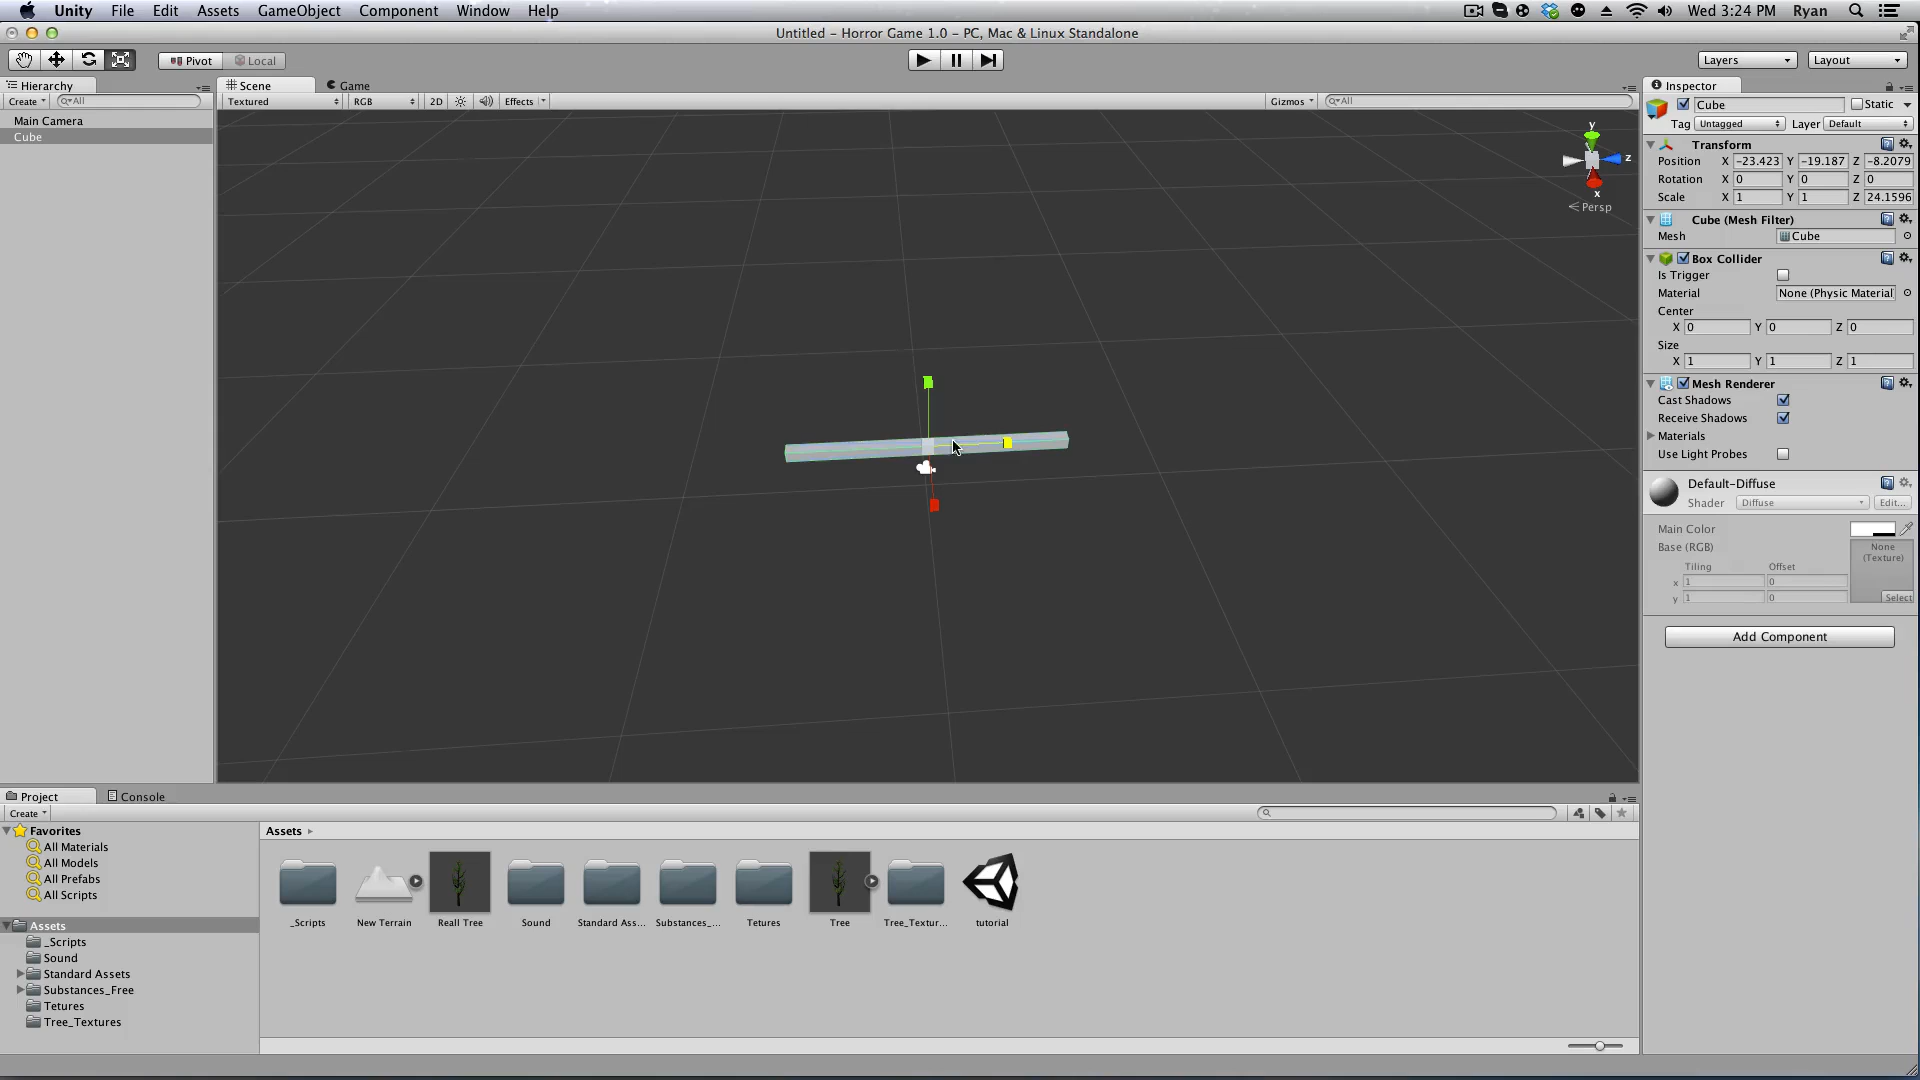 Unity File Edit Assets GameObject Component Window Help Wed 3:24 PM Ryan
Untitled - Horror Game 1.0 - PC, Mac & Linux Standalone
Pivot Local Layers Layout
Hierarchy
Create All
Main Camera
Cube
Scene Game
Textured RGB 2D Effects Gizmos All
y
z
x
Persp
Inspector
Cube Static
Tag Untagged Layer Default
Transform
Position X -23.423 Y -19.187 Z -8.2079
Rotation X 0 Y 0 Z 0
Scale X 1 Y 1 Z 24.1596
Cube (Mesh Filter)
Mesh Cube
Box Collider
Is Trigger
Material None (Physic Material
Center
X 0 Y 0 Z 0
Size
X 1 Y 1 Z 1
Mesh Renderer
Cast Shadows
Receive Shadows
Materials
Use Light Probes
Default-Diffuse
Shader Diffuse Edit...
Main Color
Base (RGB) None
(Texture)
Tiling Offset
x 1 0
y 1 0 Select
Add Component
Project Console
Create
Favorites
All Materials
All Models
All Prefabs
All Scripts
Assets
_Scripts
Sound
Standard Assets
Substances_Free
Tetures
Tree_Textures
Assets
_Scripts New Terrain Reall Tree Sound Standard Ass... Substances_... Tetures Tree Tree_Textur... tutorial